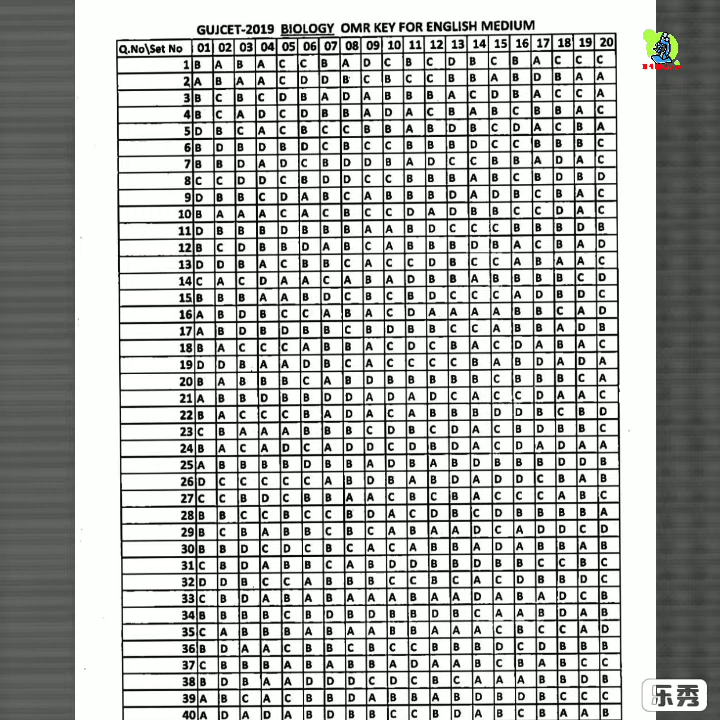 GUJCET-2019 BIOLOGY OMR KEY FOR ENGLISH MEDIUM
Q.No\Set No 01 02 03 04 05 06 07 08 09 10 11 12 13 14 15 16 17 18 19 20
1 B A B A C C B A D C B C D B C B A C C C
2 A B A A C D D B C B C C B B A B D B A A
3 B C B C D B A D A B B B A C D B A C C A
4 B C A D C D B B A D A C B A B C B B A C
5 D B C A C B C C B B A B D B C D A C B A
6 B D B D B D C B C C B B B D C C B B B C
7 B B D A D C B D D B A D C C B B A D A C
8 C C D D C B D D C C B B B A B C B D B D
9 D B B C D A B C A B B B D A D B C B A C
10 B A A A C A C B C C D A D B B C C D A C
11 D B B B D B B B A A B D C C C B B B D B
12 B C D B B D A B C A B B B D B A C B A D
13 D D B A C B B C A C C D B C C A B A A C
14 C A C D A A C A B A D B B A B B B B C D
15 B B B A A B D C B C B D C C C A D B D C
16 A B D B C C A B A C D A A A A B B C A D
17 A B D B D B B C B D B B C C A B B A D B
18 B A C C C A B B A C D C B A C D A B A C
19 D D B A A D B C A C C C C B A B D A D A
20 B A B B B C A B D B B B B B C B B B C A
21 A B B D B B D D A D A D C A C C D A A C
22 B A C C C B A D A C A B B B D D B C B D
23 C B A A A B B B C D B C D A C B D B B C
24 B A C A D C A D D C D B D A C D A D A A
25 A B B B B D B B A D B A B D B B B D D B
26 D C C C C C A B D B A B D A D D C B A B
27 C C B D C B B A A C B C B A C C C A B C
28 B B C C B C C B D A C D B C D B B B B A
29 B C B A B B C B C A B A A D C A D D C D
30 B B D C D C B C A C A B B A D A B B A B
31 C B D A B B C A B D D B B D B B C C B C
32 D D B C C A B B B C C B C A C D B B D C
33 C B D A B A B A A A B A A D A B A D C B
34 B B B B C B D B D B B D B C A A B D A B
35 C A B B B A B A A B B A A A C B C C A D
36 B D A A C B B C B C C B B B D C D B B B
37 C B B B A B A B B A D A A B C B A B C C
38 B D B A A D D D C D C B C A A A B B D B
39 A B C A C B B D A B B A B D B D B C C C
40 A D A D A B D B B C C B D A B C B A A B
乐秀